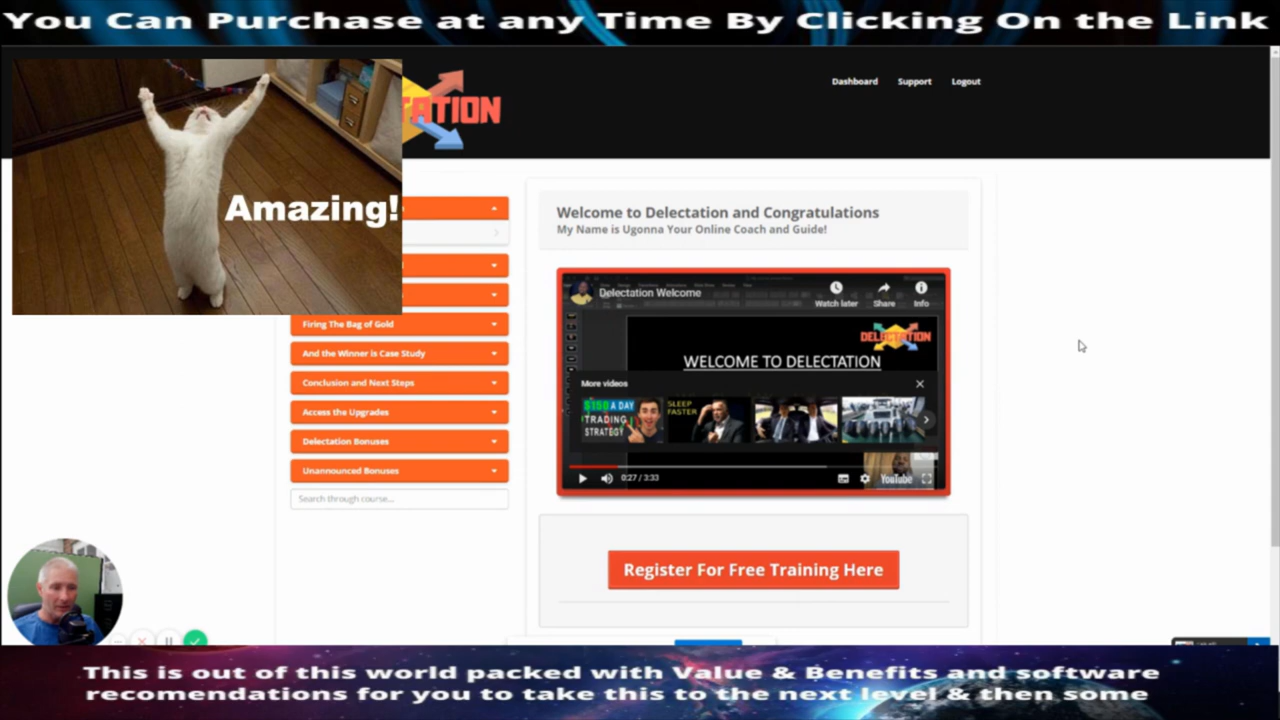 You Can Purchase at any Time By Clicking On the Link
Dashboard
Support
Logout
TATION
Amazing!
Welcome to Delectation and Congratulations
My Name is Ugonna Your Online Coach and Guide!
Firing The Bag of Gold
And the Winner is Case Study
Conclusion and Next Steps
Access the Upgrades
Delectation Bonuses
Unannounced Bonuses
Search through course...
Delectation Welcome
Watch later
Share
Info
DELECTATION
WELCOME TO DELECTATION
More videos
$150 A DAY
TRADING
STRATEGY
SLEEP
FASTER
0:27 / 3:33
YouTube
Register For Free Training Here
This is out of this world packed with Value & Benefits and software
recomendations for you to take this to the next level & then some